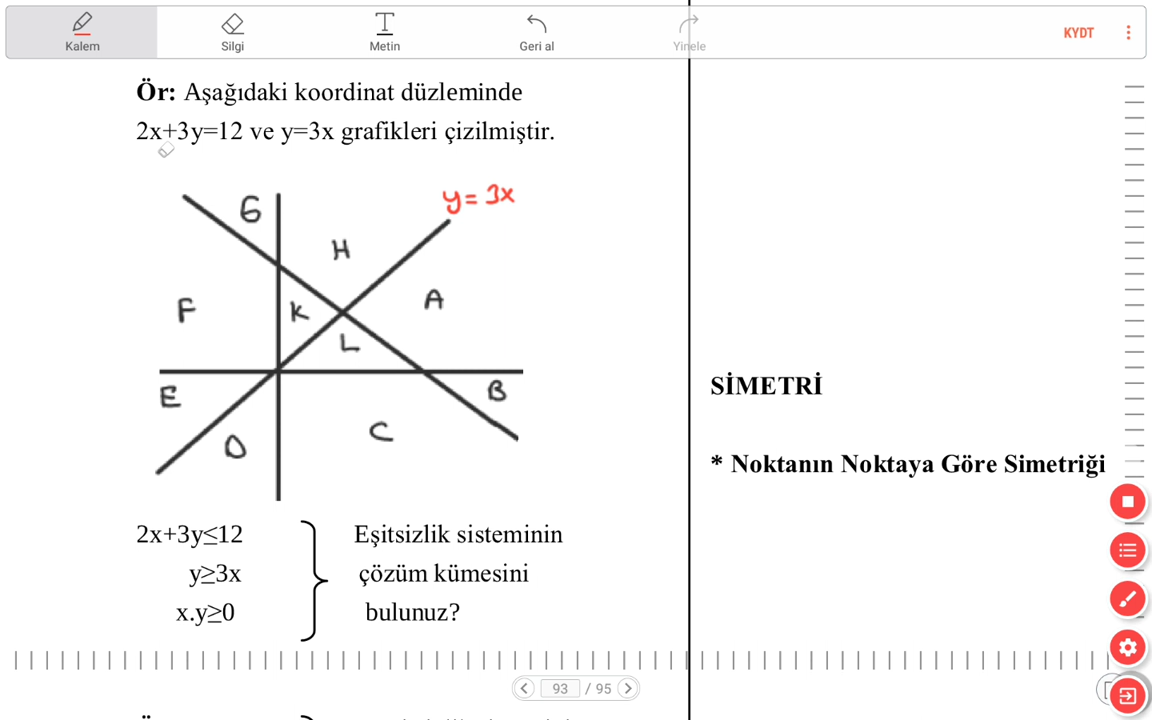 Kalem
Silgi
Metin
Geri al
Yinele
KYDT
Ör: Aşağıdaki koordinat düzleminde
2x+3y=12 ve y=3x grafikleri çizilmiştir.
y= 3x
G
H
F
K
A
L
E
B
D
C
2x+3y≤12
y≥3x
x.y≥0
Eşitsizlik sisteminin
çözüm kümesini
bulunuz?
SİMETRİ
* Noktanın Noktaya Göre Simetriği
93 / 95